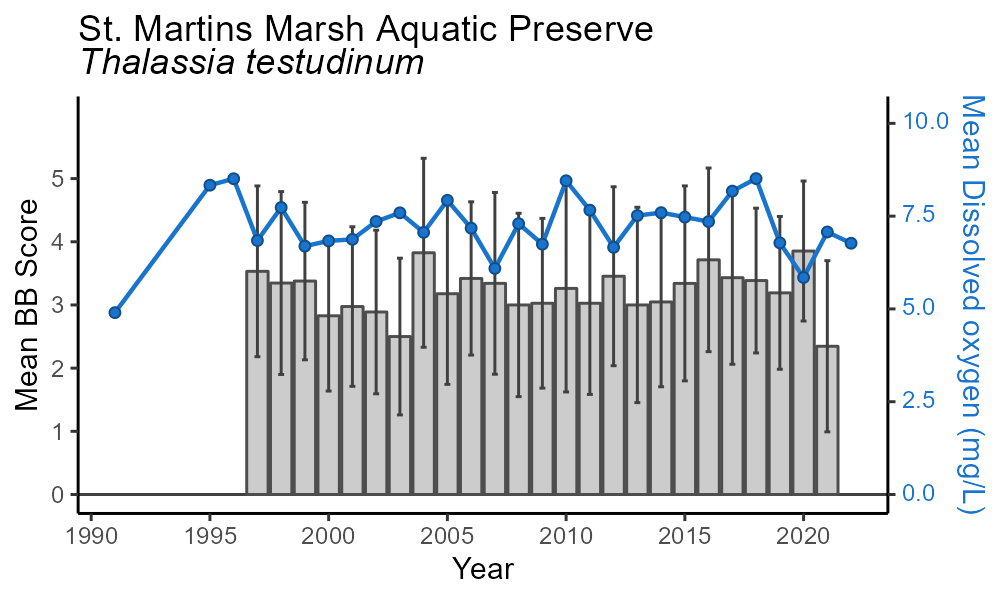 St. Martins Marsh Aquatic Preserve
Thalassia testudinum
Mean BB Score
5
4
3
2
1
0
10.0
7.5
5.0
2.5
0.0
Mean Dissolved oxygen (mg/L)
1990 1995 2000 2005 2010 2015 2020
Year